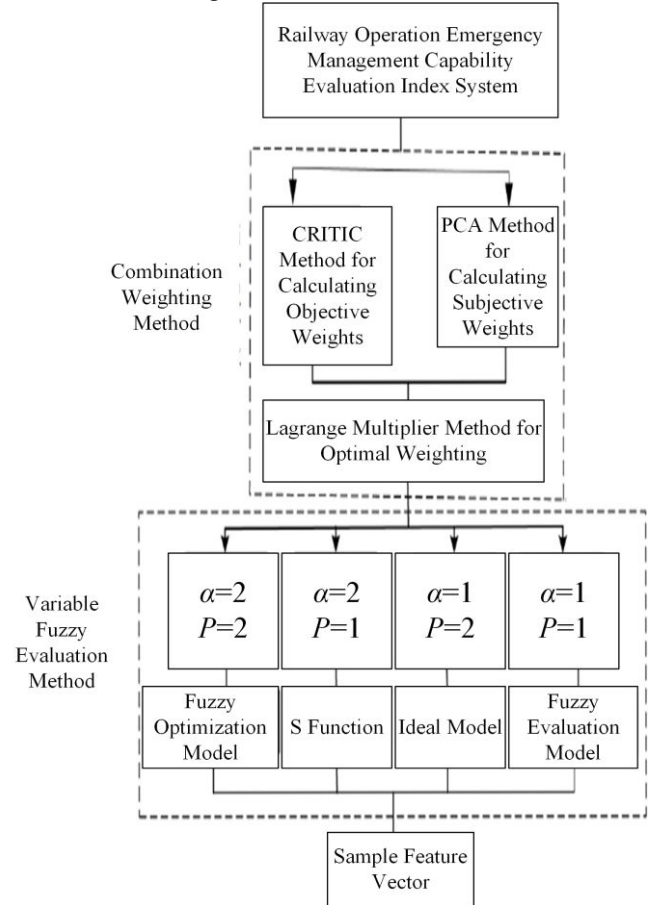 Railway Operation Emergency
Management Capability
Evaluation Index System
Combination
Weighting
Method
CRITIC
Method for
Calculating
Objective
Weights
PCA Method
for
Calculating
Subjective
Weights
Lagrange Multiplier Method for
Optimal Weighting
Variable
Fuzzy
Evaluation
Method
α=2
P=2
α=2
P=1
α=1
P=2
α=1
P=1
Fuzzy
Optimization
Model
S Function
Ideal Model
Fuzzy
Evaluation
Model
Sample Feature
Vector